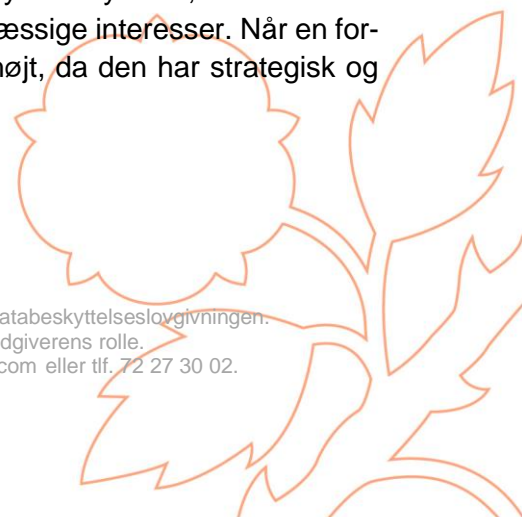 æssige interesser. Når en for-
højt, da den har strategisk og
atabeskyttelseslovgivningen.
dgiverens rolle.
com eller tlf. 72 27 30 02.